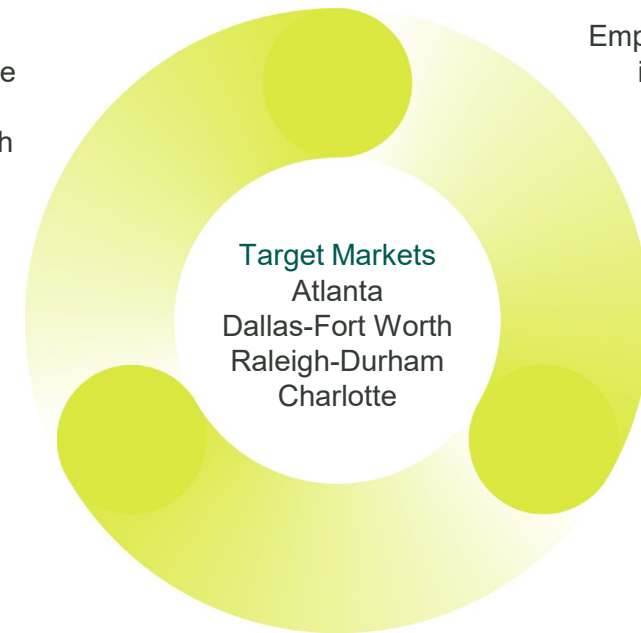 Target Markets
Atlanta
Dallas-Fort Worth
Raleigh-Durham
Charlotte